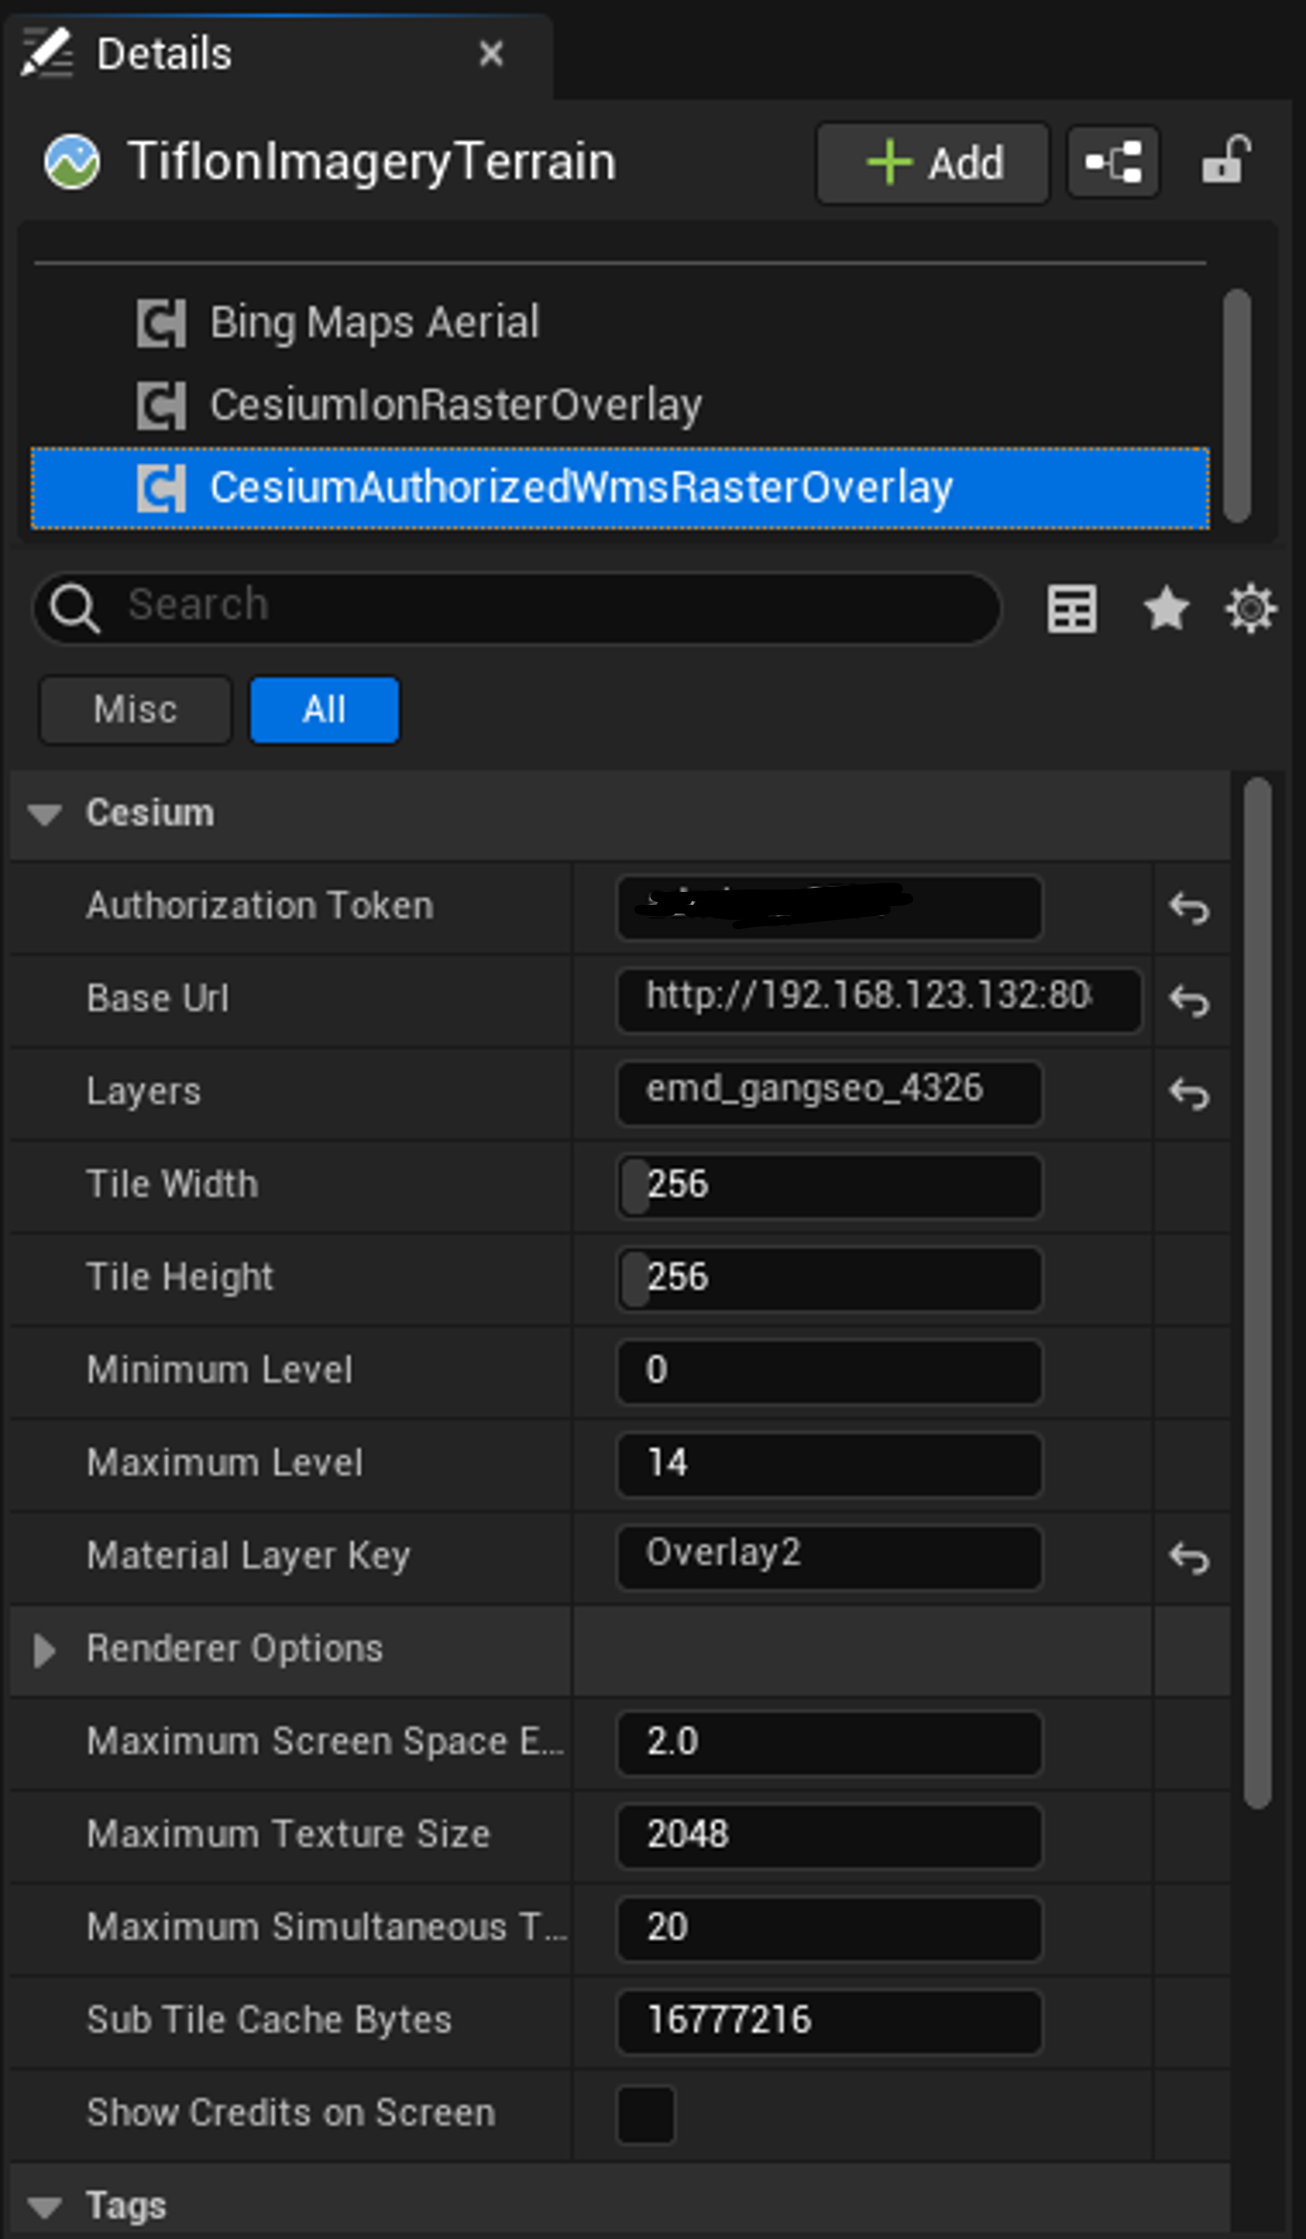 Details
TiflonImageryTerrain
Add
Bing Maps Aerial
CesiumIonRasterOverlay
CesiumAuthorizedWmsRasterOverlay
Search
Misc All
Cesium
Authorization Token
Base Url http://192.168.123.132:80
Layers emd_gangseo_4326
Tile Width 256
Tile Height 256
Minimum Level 0
Maximum Level 14
Material Layer Key Overlay2
Renderer Options
Maximum Screen Space E... 2.0
Maximum Texture Size 2048
Maximum Simultaneous T... 20
Sub Tile Cache Bytes 16777216
Show Credits on Screen
Tags